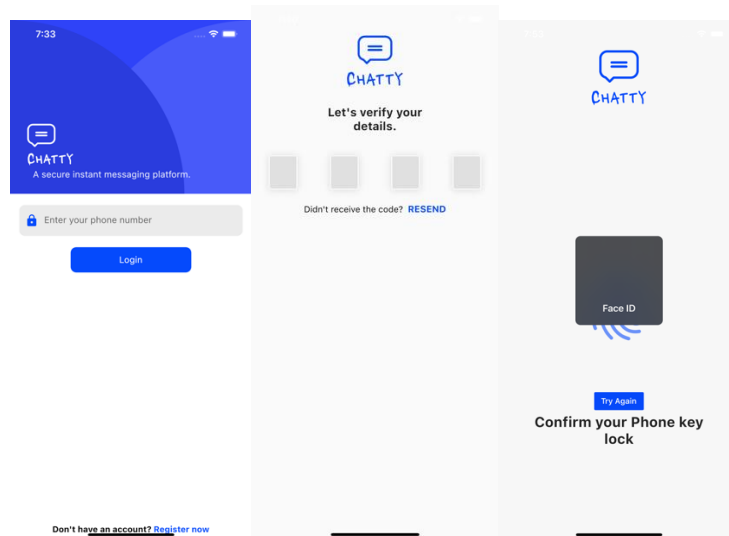 7:33
CHATTY
A secure instant messaging platform.
Enter your phone number
Login
Don't have an account? Register now
CHATTY
Let's verify your
details.
Didn't receive the code? RESEND
CHATTY
Face ID
Try Again
Confirm your Phone key
lock